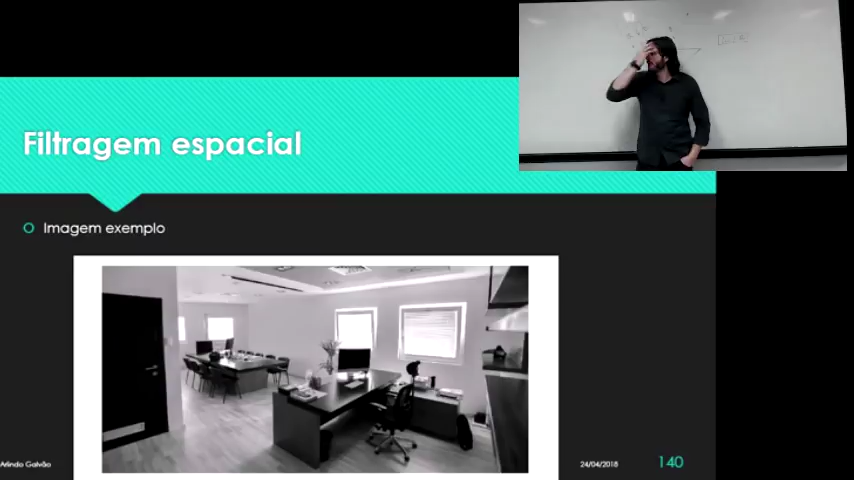 Filtragem espacial
Imagem exemplo
Arlindo Galvão
24/04/2018
140